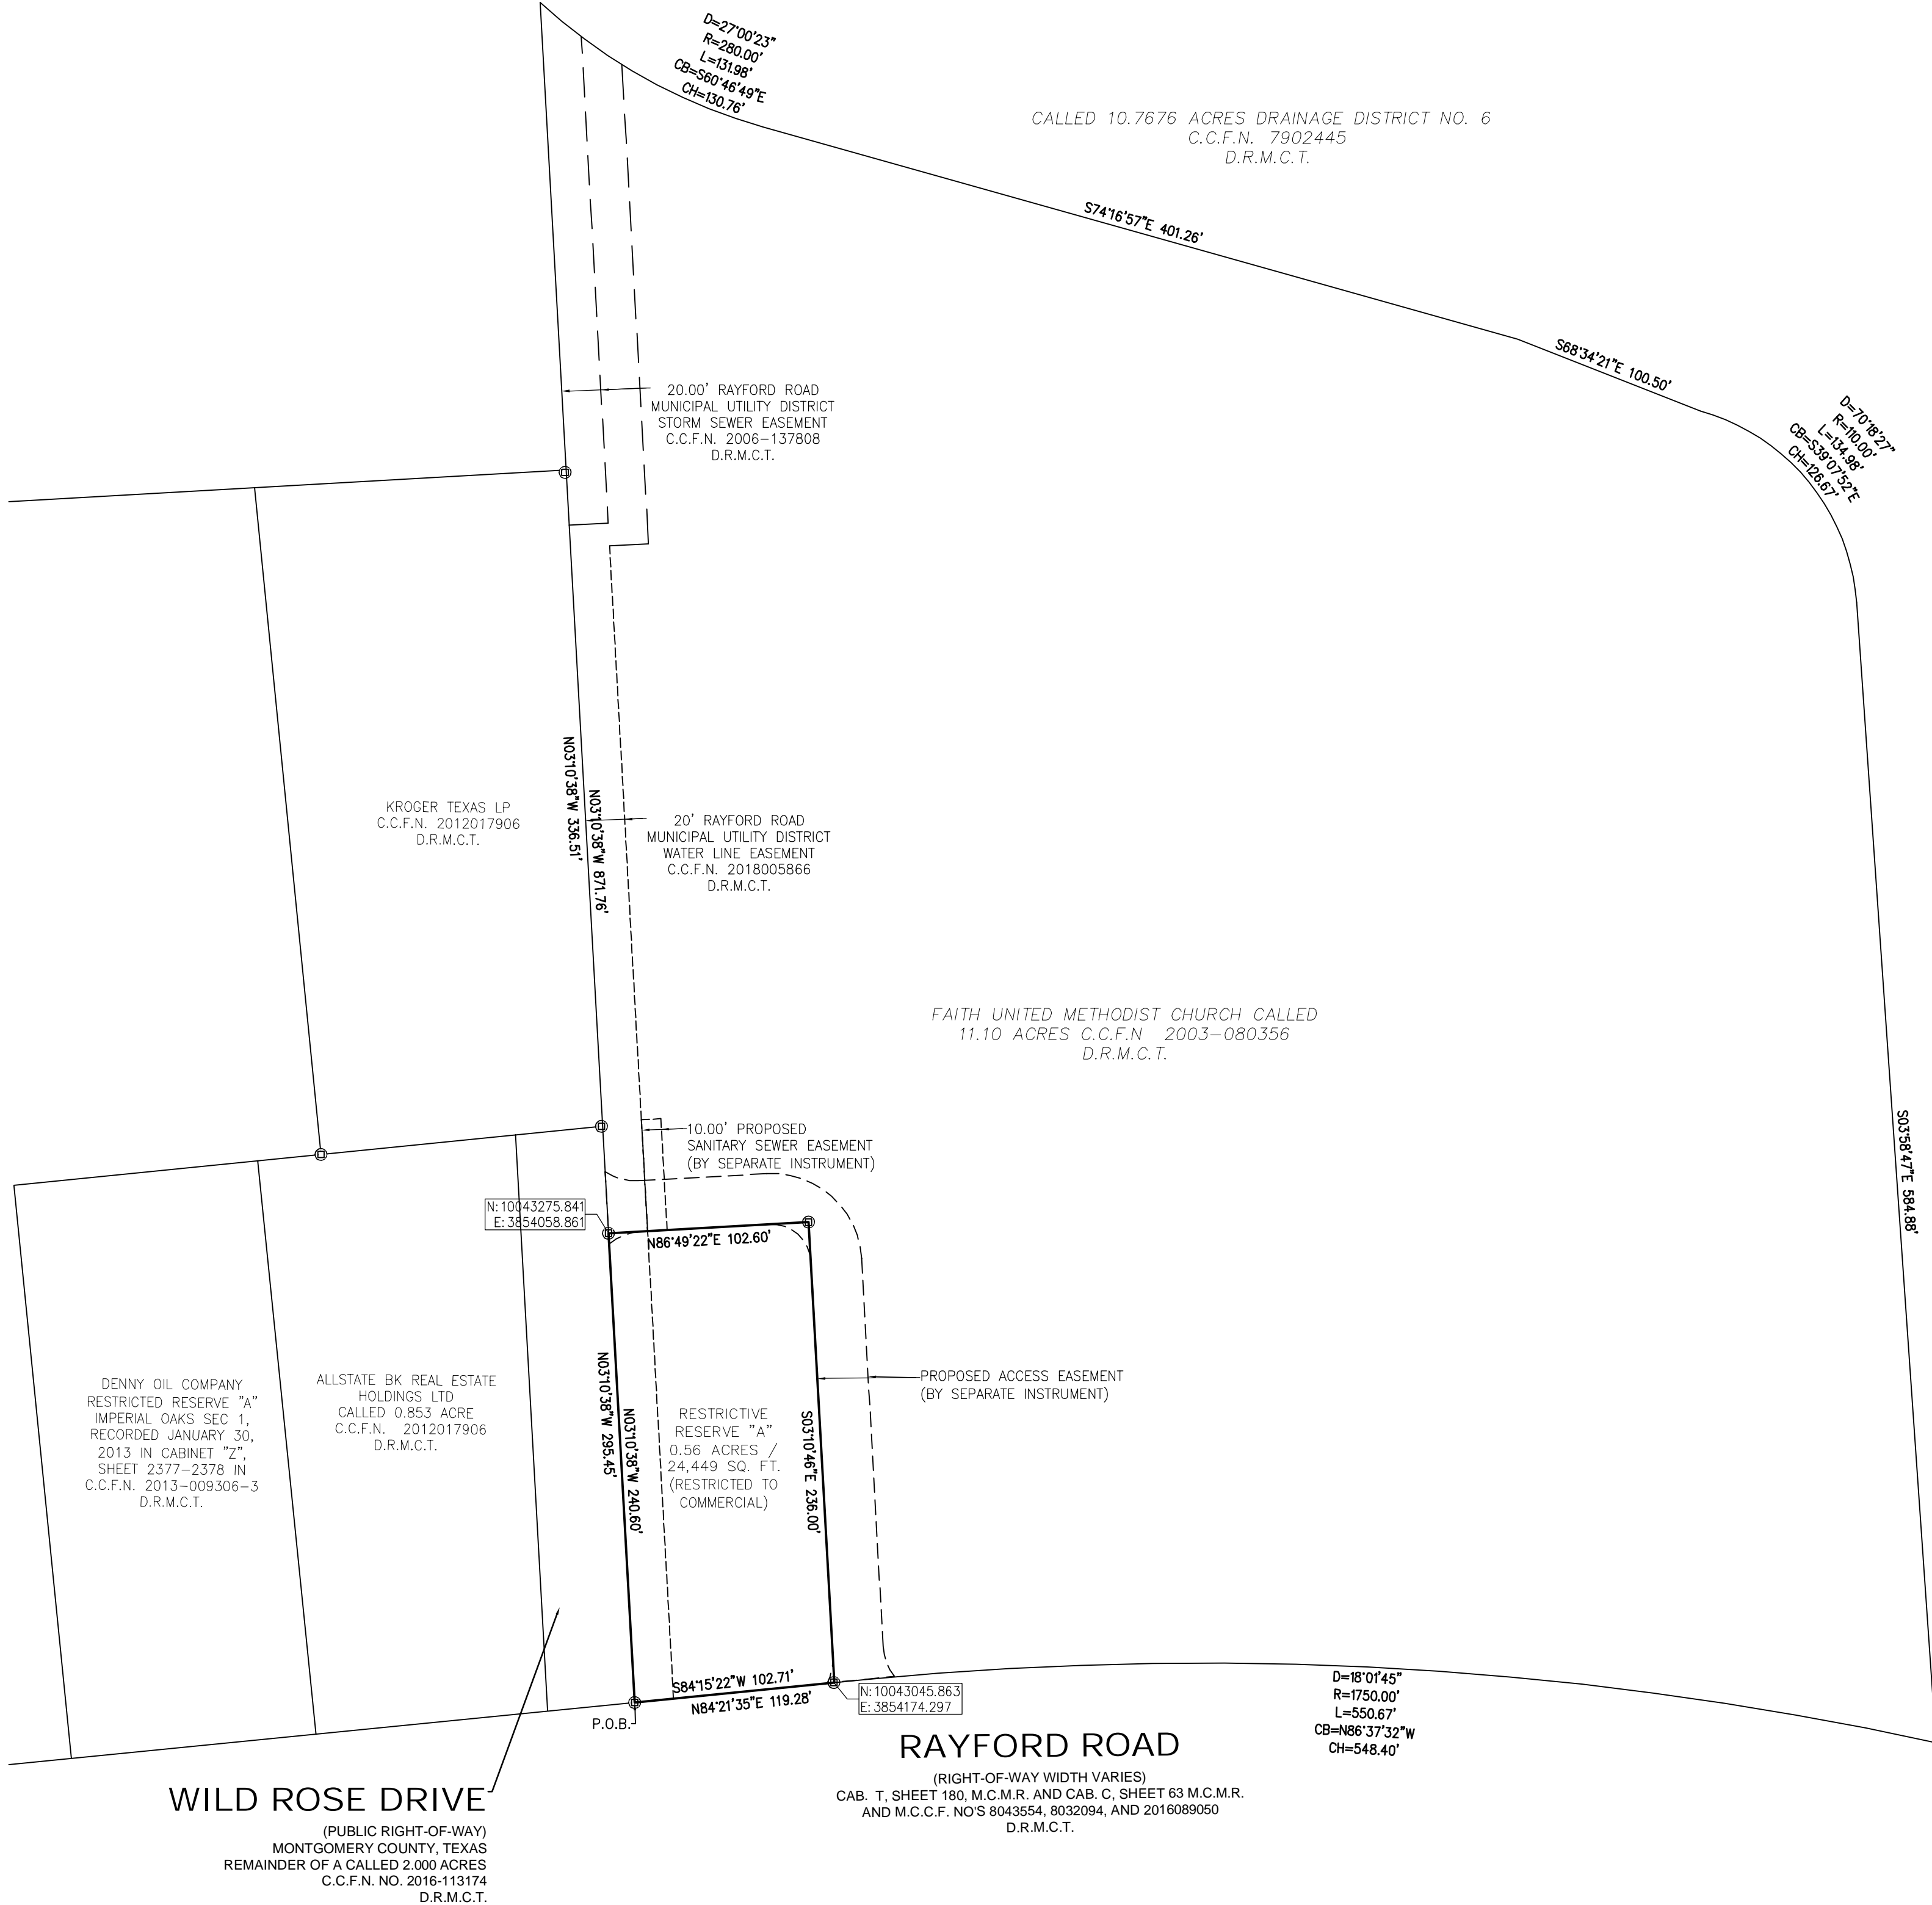 D=27°00'23"
R=280.00'
L=131.98'
CB=S60°46'49"E
CH=130.76'
CALLED 10.7676 ACRES DRAINAGE DISTRICT NO. 6
C.C.F.N. 7902445
D.R.M.C.T.
S74°16'57"E 401.26'
S68°34'21"E 100.50'
D=70°18'27"
R=110.00'
L=134.98'
CB=S39°07'52"E
CH=126.67'
20.00' RAYFORD ROAD
MUNICIPAL UTILITY DISTRICT
STORM SEWER EASEMENT
C.C.F.N. 2006-137808
D.R.M.C.T.
N03°10'38"W 336.51'
N03°10'38"W 871.76'
KROGER TEXAS LP
C.C.F.N. 2012017906
D.R.M.C.T.
20' RAYFORD ROAD
MUNICIPAL UTILITY DISTRICT
WATER LINE EASEMENT
C.C.F.N. 2018005866
D.R.M.C.T.
FAITH UNITED METHODIST CHURCH CALLED
11.10 ACRES C.C.F.N 2003-080356
D.R.M.C.T.
10.00' PROPOSED
SANITARY SEWER EASEMENT
(BY SEPARATE INSTRUMENT)
S03°58'47"E 584.88'
N: 10043275.841
E: 3854058.861
N86°49'22"E 102.60'
DENNY OIL COMPANY
RESTRICTED RESERVE "A"
IMPERIAL OAKS SEC 1,
RECORDED JANUARY 30,
2013 IN CABINET "Z",
SHEET 2377-2378 IN
C.C.F.N. 2013-009306-3
D.R.M.C.T.
ALLSTATE BK REAL ESTATE
HOLDINGS LTD
CALLED 0.853 ACRE
C.C.F.N. 2012017906
D.R.M.C.T.
N03°10'38"W 295.45'
N03°10'38"W 240.60'
RESTRICTIVE
RESERVE "A"
0.56 ACRES /
24,449 SQ. FT.
(RESTRICTED TO
COMMERCIAL)
S03°10'46"E 236.00'
PROPOSED ACCESS EASEMENT
(BY SEPARATE INSTRUMENT)
S84°15'22"W 102.71'
N84°21'35"E 119.28'
P.O.B.
N: 10043045.863
E: 3854174.297
D=18°01'45"
R=1750.00'
L=550.67'
CB=N86°37'32"W
CH=548.40'
RAYFORD ROAD
(RIGHT-OF-WAY WIDTH VARIES)
CAB. T, SHEET 180, M.C.M.R. AND CAB. C, SHEET 63 M.C.M.R.
AND M.C.C.F. NO'S 8043554, 8032094, AND 2016089050
D.R.M.C.T.
WILD ROSE DRIVE
(PUBLIC RIGHT-OF-WAY)
MONTGOMERY COUNTY, TEXAS
REMAINDER OF A CALLED 2.000 ACRES
C.C.F.N. NO. 2016-113174
D.R.M.C.T.